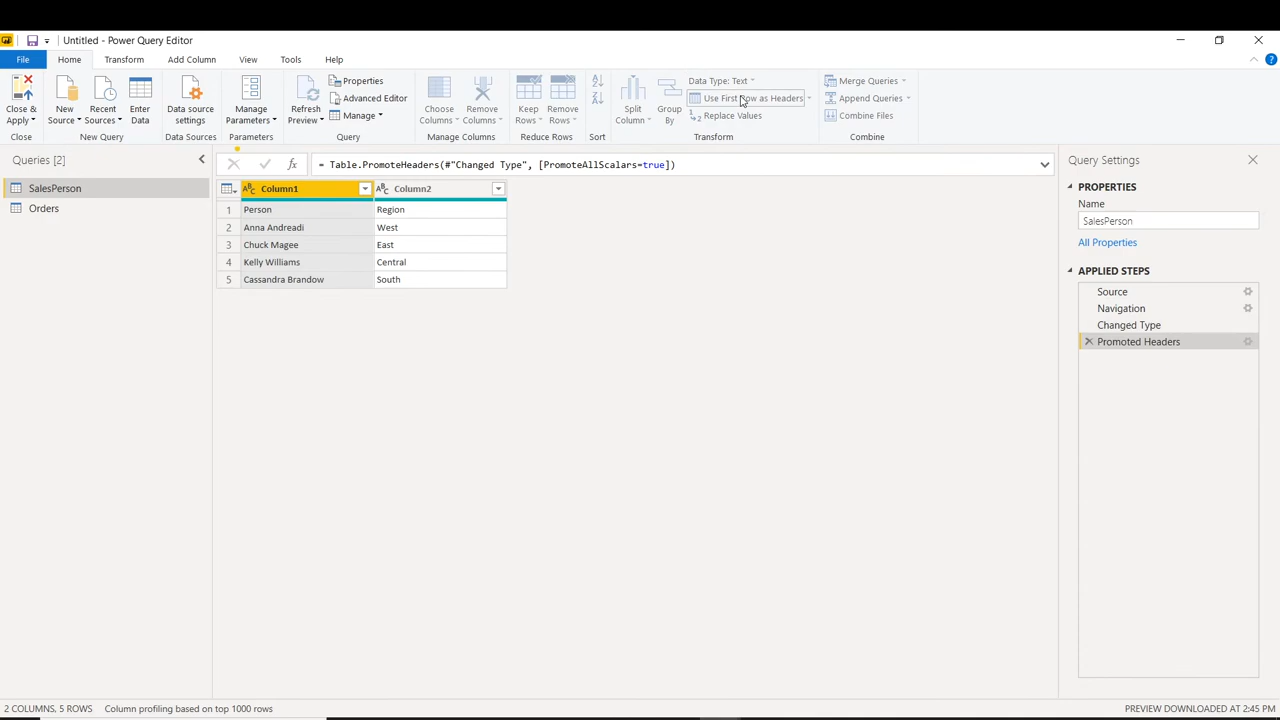 Untitled - Power Query Editor
File Home Transform Add Column View Tools Help
Close & Apply
New Source
Recent Sources
Enter Data
Data source settings
Manage Parameters
Refresh Preview
Properties
Advanced Editor
Manage
Choose Columns
Remove Columns
Keep Rows
Remove Rows
Split Column
Group By
Data Type: Text
Use First Row as Headers
Replace Values
Merge Queries
Append Queries
Combine Files
Close New Query Data Sources Parameters Query Manage Columns Reduce Rows Sort Transform Combine
Queries [2]
SalesPerson
Orders
fx = Table.PromoteHeaders(#"Changed Type", [PromoteAllScalars=true])
ABC Column1 ABC Column2
1 Person Region
2 Anna Andreadi West
3 Chuck Magee East
4 Kelly Williams Central
5 Cassandra Brandow South
Query Settings
PROPERTIES
Name
SalesPerson
All Properties
APPLIED STEPS
Source
Navigation
Changed Type
Promoted Headers
2 COLUMNS, 5 ROWS Column profiling based on top 1000 rows PREVIEW DOWNLOADED AT 2:45 PM